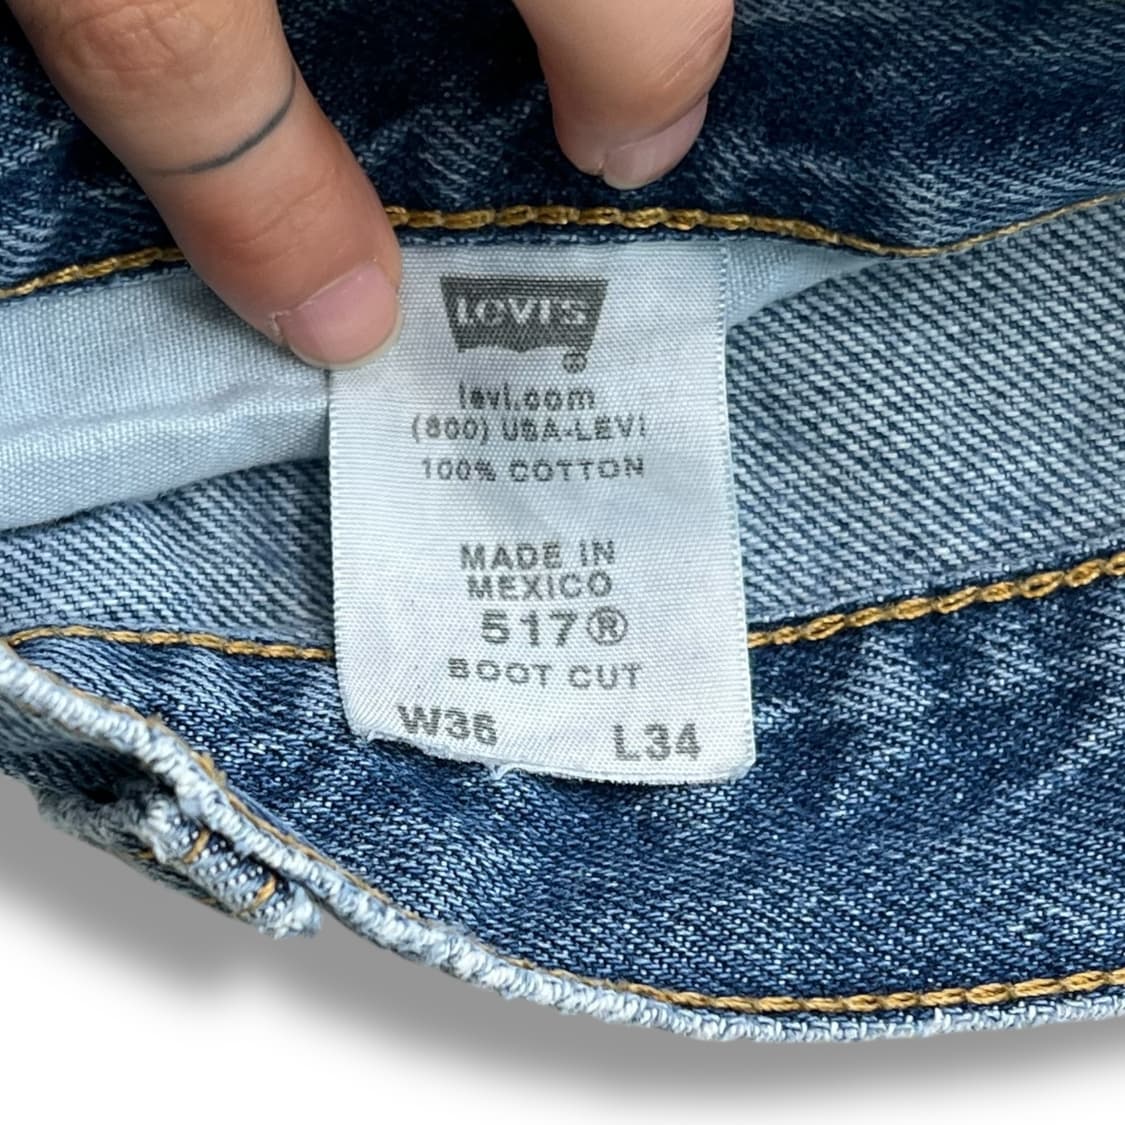 LEVI'S ®
levi.com
(800) USA-LEVI
100% COTTON
MADE IN
MEXICO
517®
BOOT CUT
W36 L34